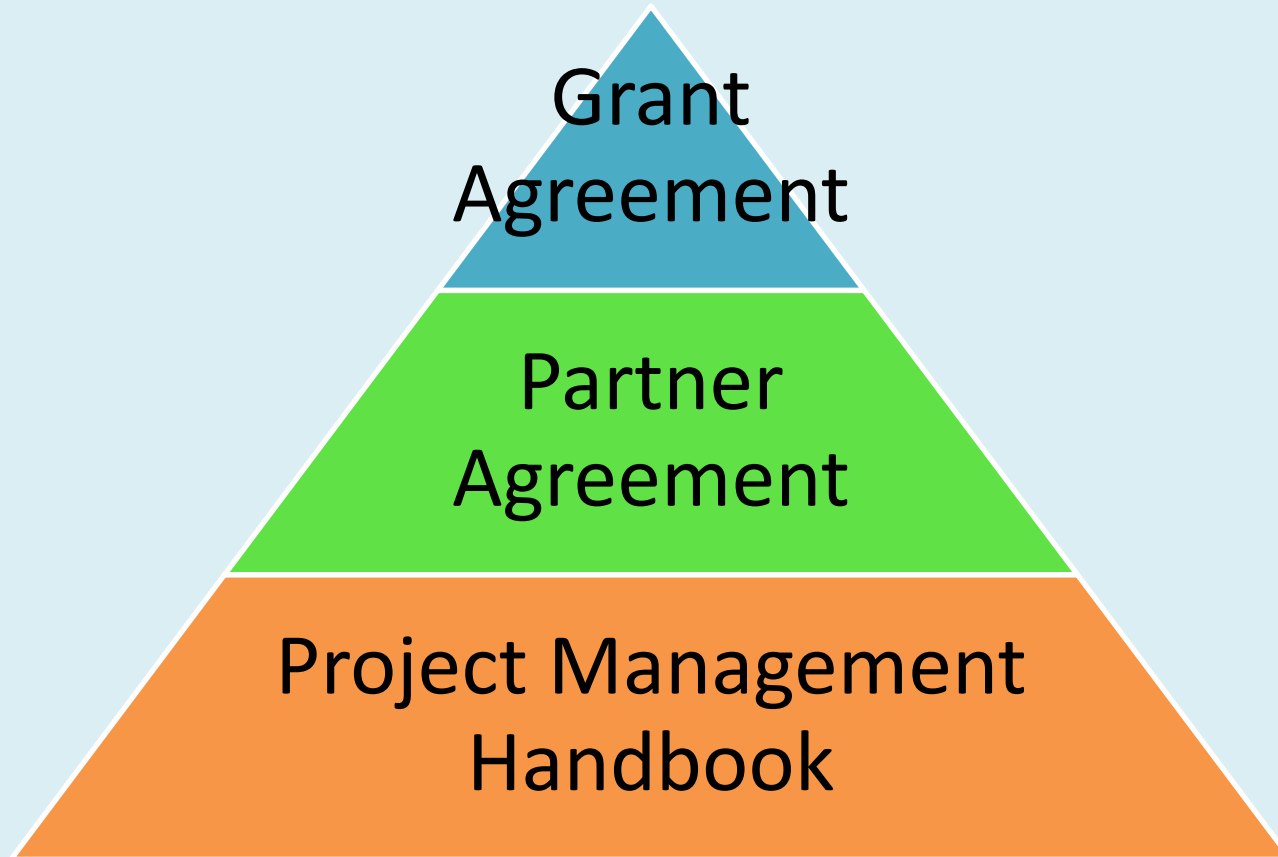 Grant
Agreement
Partner
Agreement
Project Management
Handbook